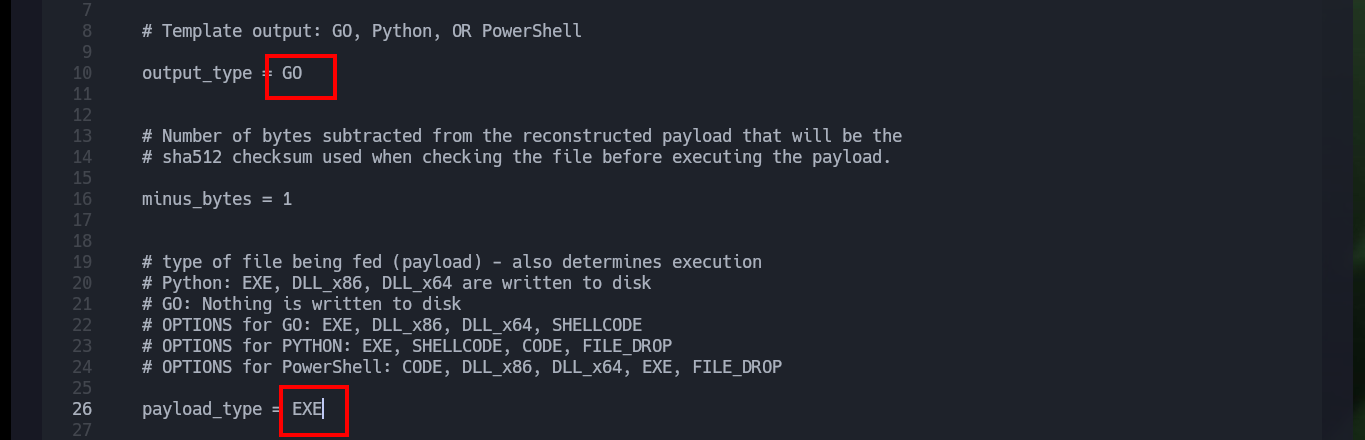 7
8 # Template output: GO, Python, OR PowerShell
9
10 output_type = GO
11
12
13 # Number of bytes subtracted from the reconstructed payload that will be the
14 # sha512 checksum used when checking the file before executing the payload.
15
16 minus_bytes = 1
17
18
19 # type of file being fed (payload) - also determines execution
20 # Python: EXE, DLL_x86, DLL_x64 are written to disk
21 # GO: Nothing is written to disk
22 # OPTIONS for GO: EXE, DLL_x86, DLL_x64, SHELLCODE
23 # OPTIONS for PYTHON: EXE, SHELLCODE, CODE, FILE_DROP
24 # OPTIONS for PowerShell: CODE, DLL_x86, DLL_x64, EXE, FILE_DROP
25
26 payload_type = EXE
27